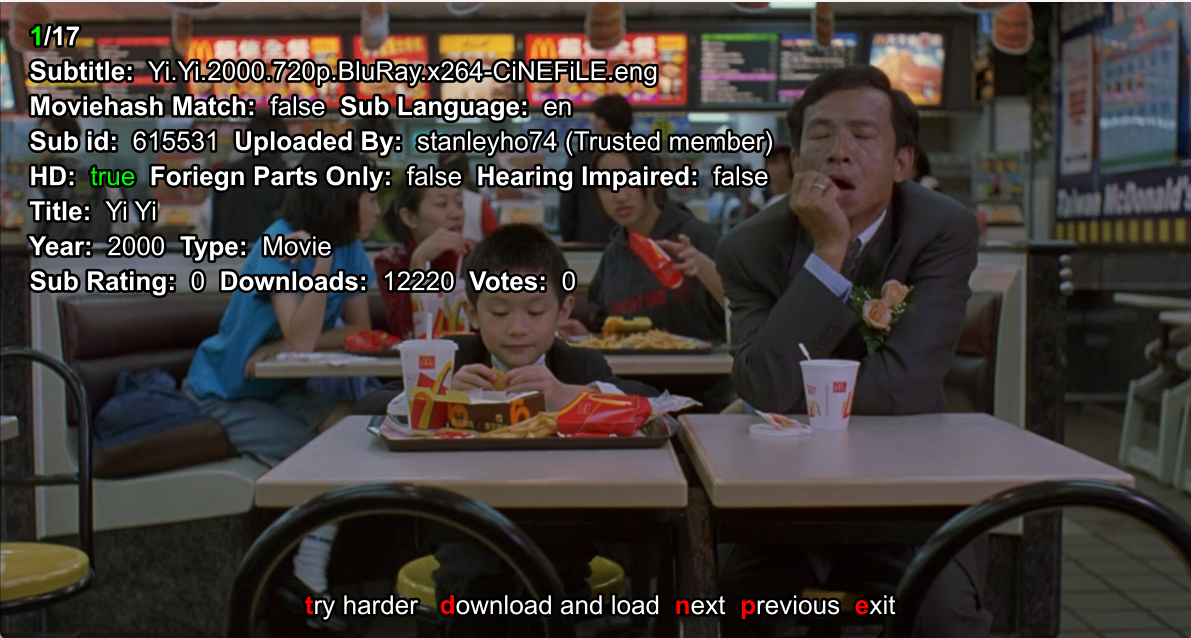 1/17
Subtitle: Yi.Yi.2000.720p.BluRay.x264-CiNEFiLE.eng
Moviehash Match: false Sub Language: en
Sub id: 615531 Uploaded By: stanleyho74 (Trusted member)
HD: true Foriegn Parts Only: false Hearing Impaired: false
Title: Yi Yi
Year: 2000 Type: Movie
Sub Rating: 0 Downloads: 12220 Votes: 0
Taiwan McDonald's
try harder download and load next previous exit